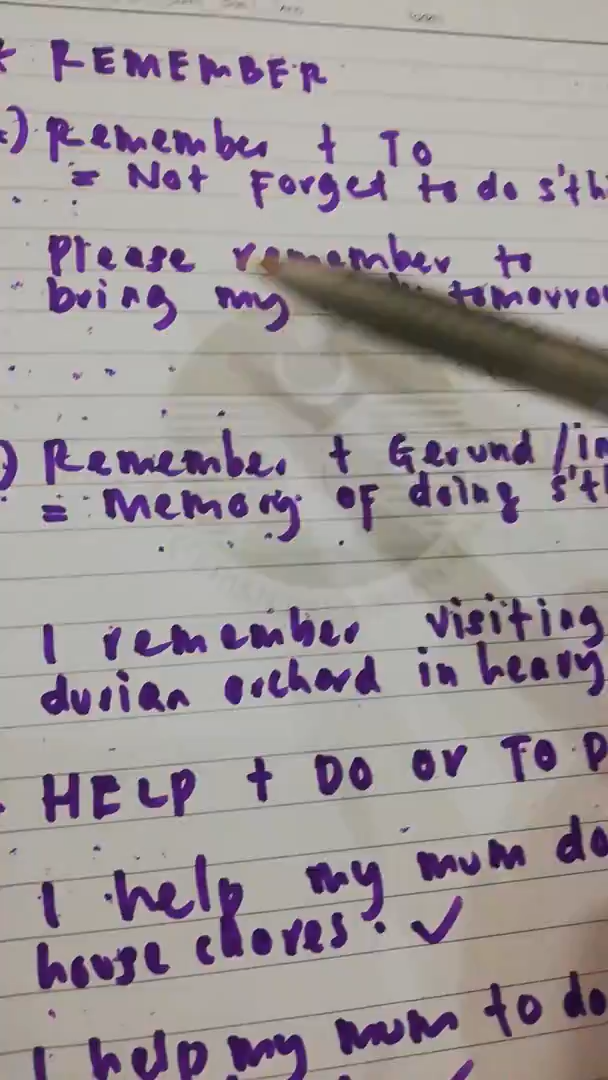 * REMEMBER
Remember + To
= Not Forget to do s'th
Please remember to
bring my tomorrow
Remember + Gerund /in
= Memory of doing s'th
I remember visiting
durian orchard in heavy
HELP + DO OR TO D
I help my mum do
house chores. ✓
I help my mum to do